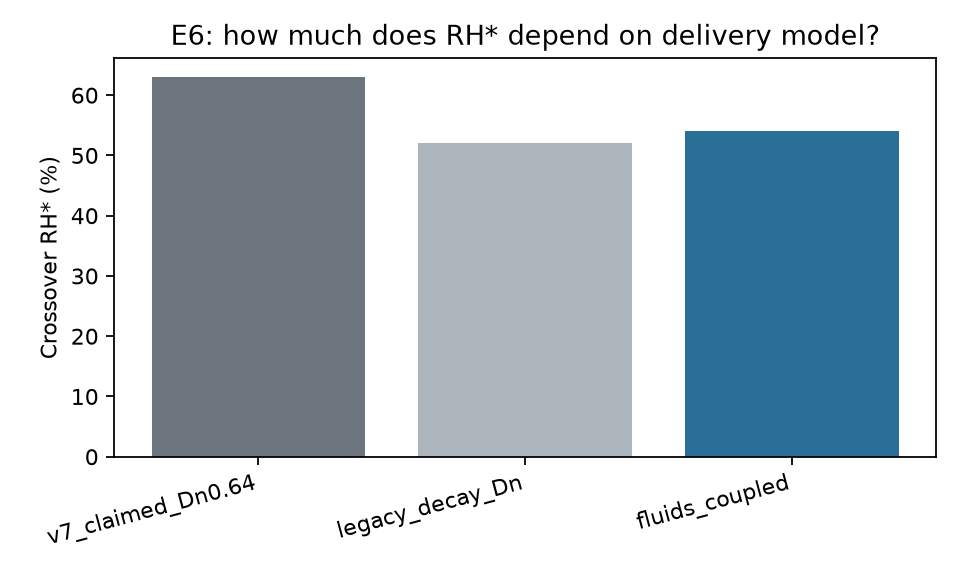 E6: how much does RH* depend on delivery model?
Crossover RH* (%)
60
50
40
30
20
10
0
v7_claimed_Dn0.64
legacy_decay_Dn
fluids_coupled